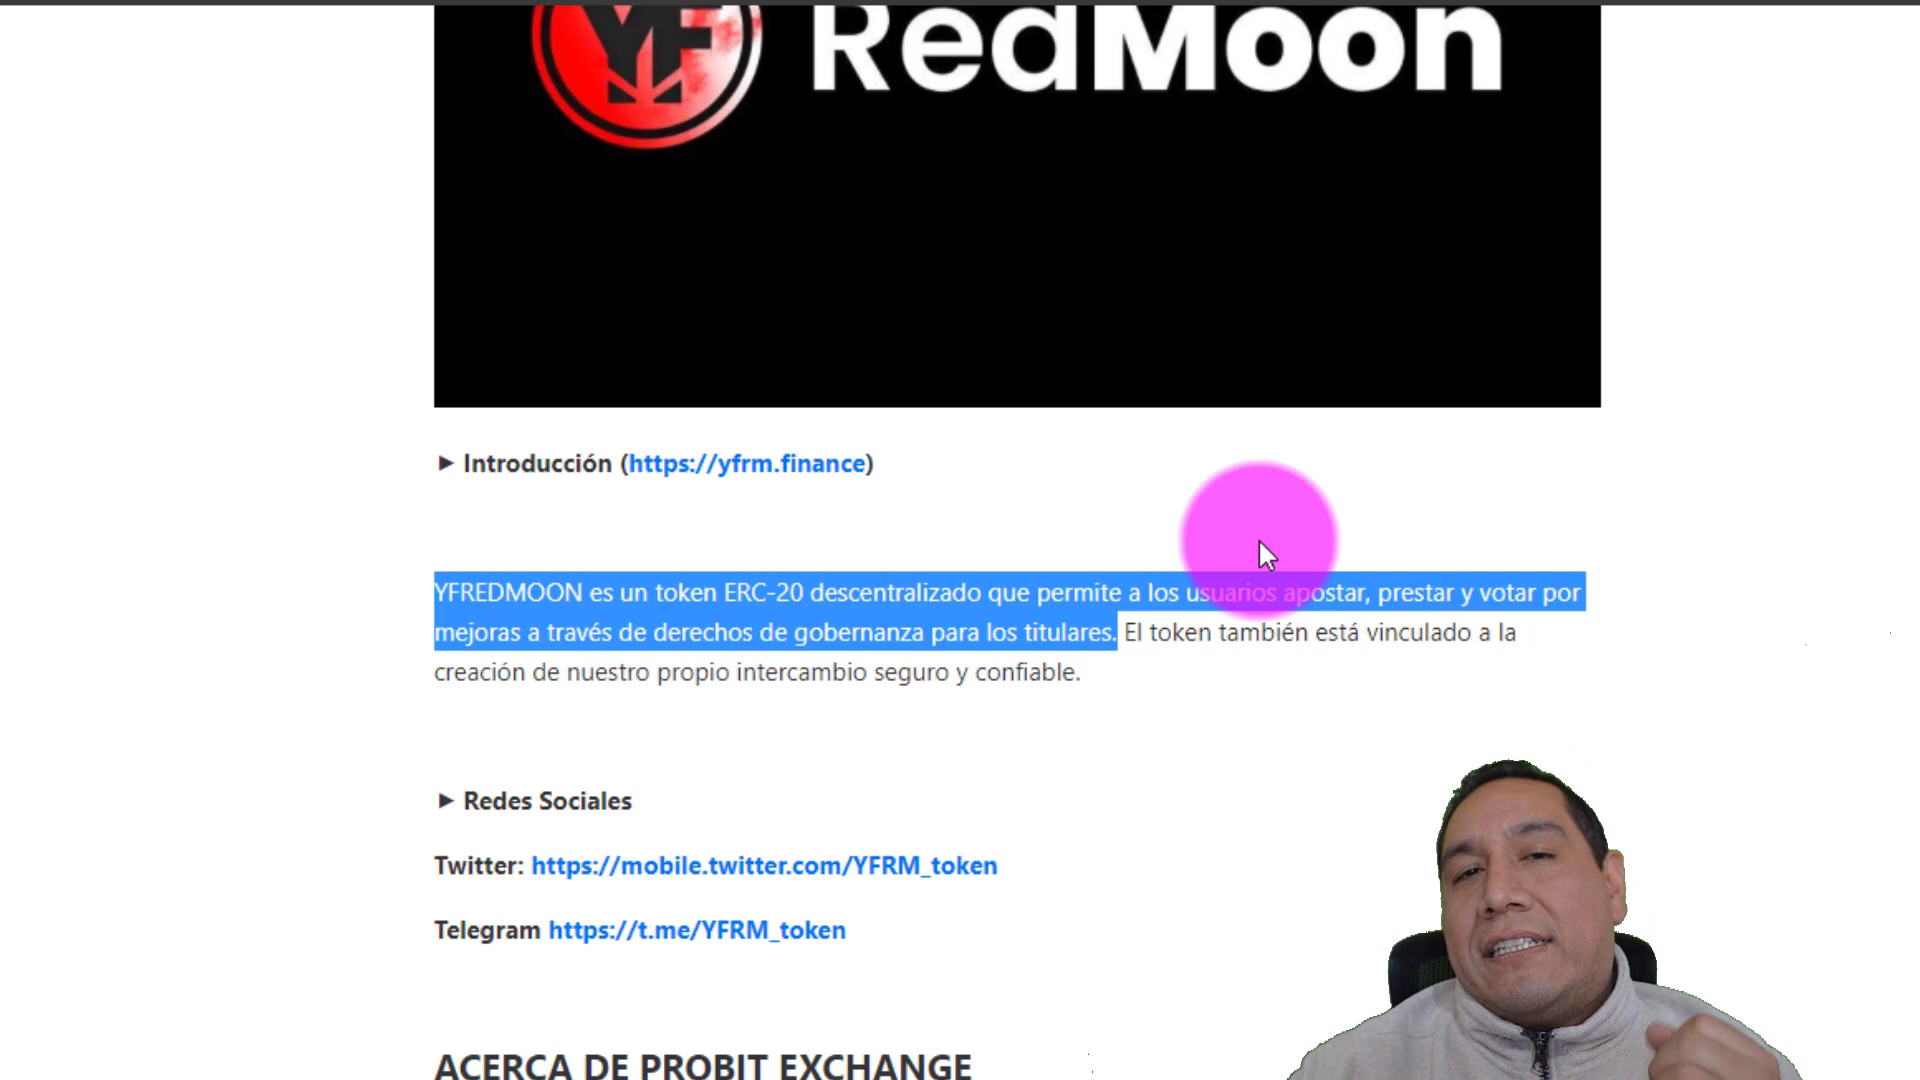 YF RedMoon
► Introducción (https://yfrm.finance)
YFREDMOON es un token ERC-20 descentralizado que permite a los usuarios apostar, prestar y votar por
mejoras a través de derechos de gobernanza para los titulares. El token también está vinculado a la
creación de nuestro propio intercambio seguro y confiable.
► Redes Sociales
Twitter: https://mobile.twitter.com/YFRM_token
Telegram https://t.me/YFRM_token
ACERCA DE PROBIT EXCHANGE